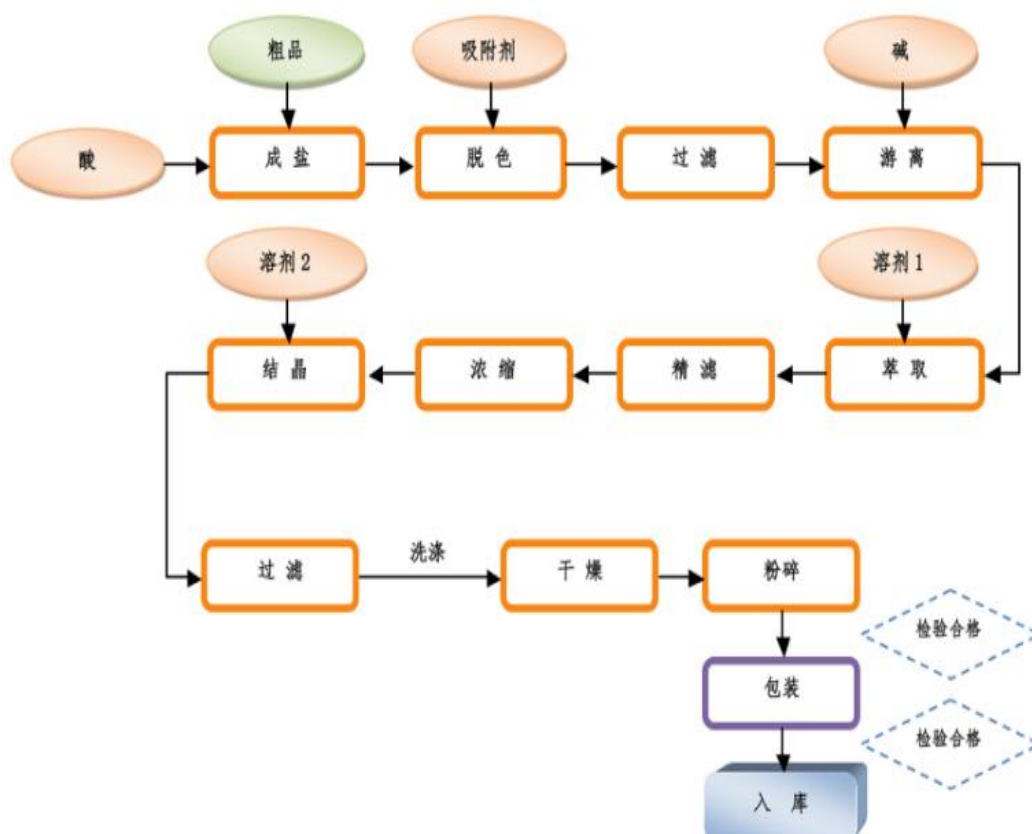 粗品
吸附剂
碱
酸
成盐
脱色
过滤
游离
溶剂2
溶剂1
结晶
浓缩
精滤
萃取
过滤
洗涤
干燥
粉碎
检验合格
包装
检验合格
入库